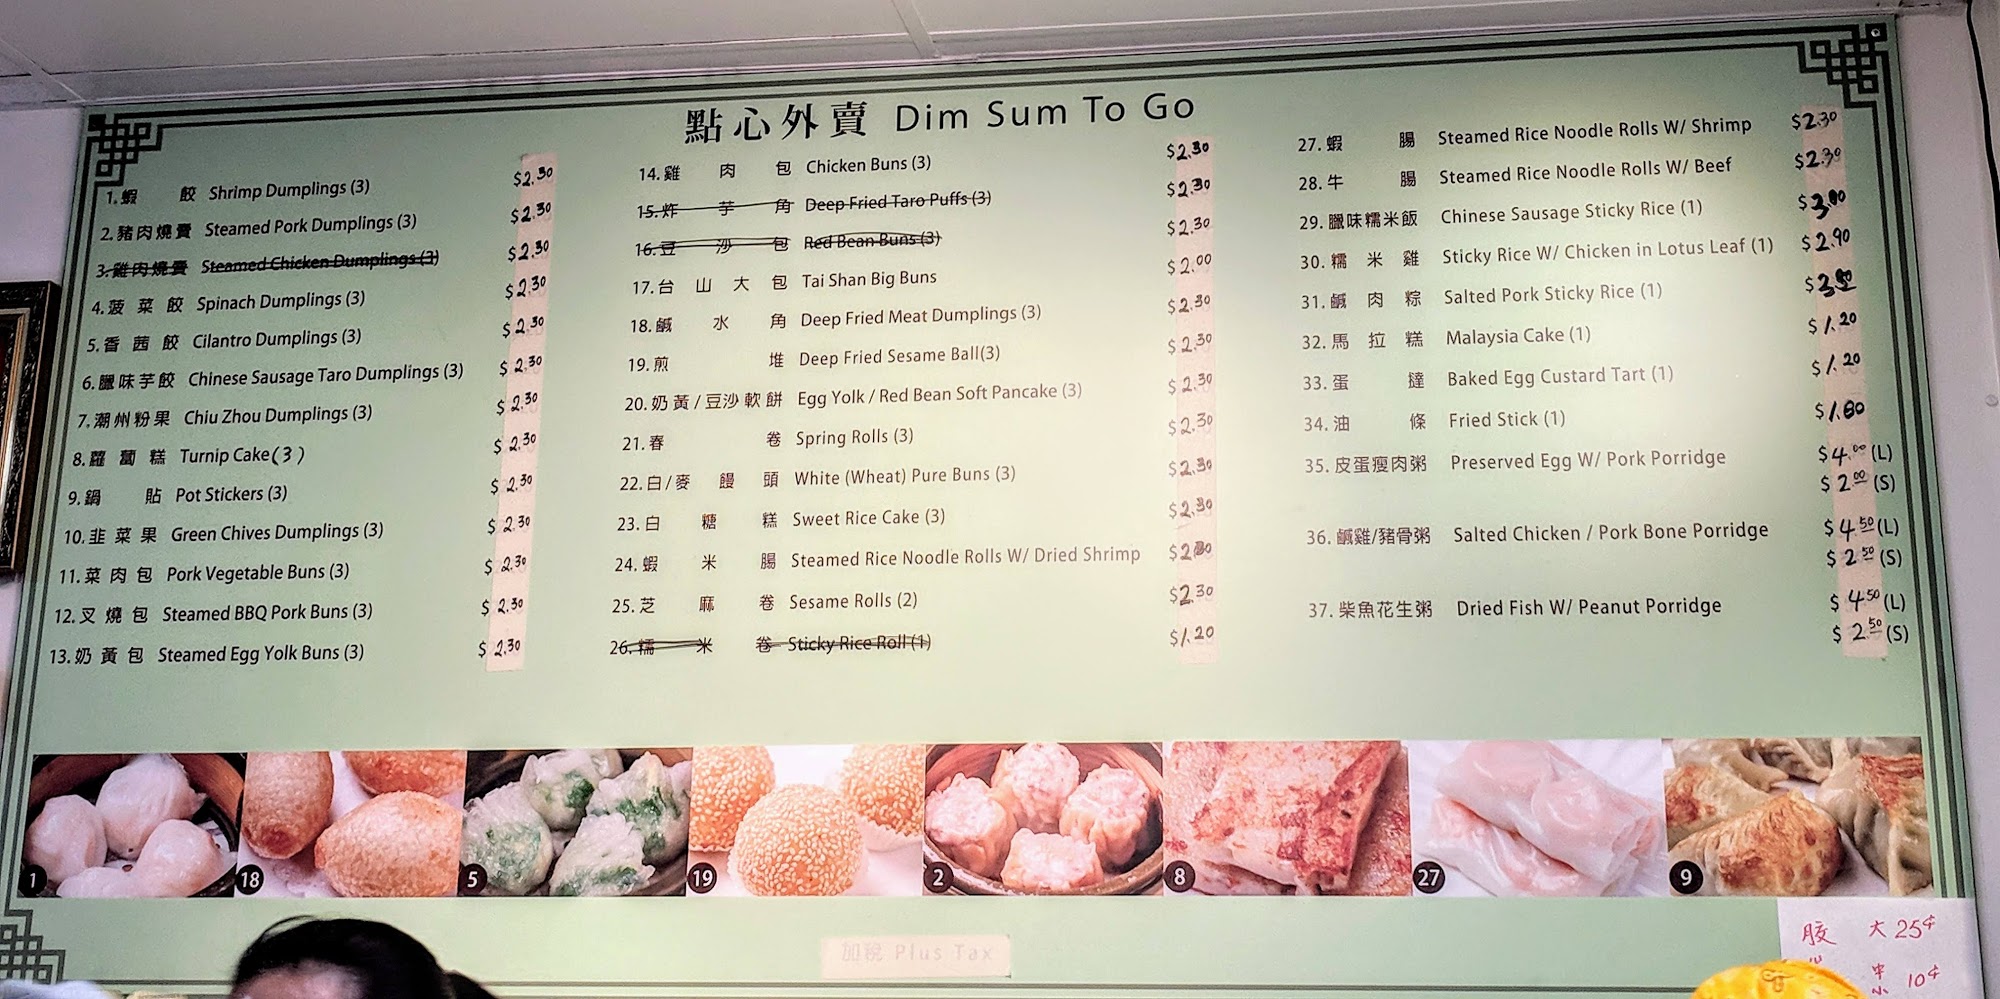 點心外賣 Dim Sum To Go
1. 蝦餃 Shrimp Dumplings (3) $2.30
2. 豬肉燒賣 Steamed Pork Dumplings (3) $2.30
3. 雞肉燒賣 Steamed Chicken Dumplings (3) $2.30
4. 菠菜餃 Spinach Dumplings (3) $2.30
5. 香茜餃 Cilantro Dumplings (3) $2.30
6. 臘味芋餃 Chinese Sausage Taro Dumplings (3) $2.30
7. 潮州粉果 Chiu Zhou Dumplings (3) $2.30
8. 蘿蔔糕 Turnip Cake (3) $2.30
9. 鍋貼 Pot Stickers (3) $2.30
10. 韭菜果 Green Chives Dumplings (3) $2.30
11. 菜肉包 Pork Vegetable Buns (3) $2.30
12. 叉燒包 Steamed BBQ Pork Buns (3) $2.30
13. 奶黃包 Steamed Egg Yolk Buns (3) $2.30
14. 雞肉包 Chicken Buns (3) $2.30
15. 炸芋角 Deep Fried Taro Puffs (3) $2.30
16. 豆沙包 Red Bean Buns (3) $2.30
17. 台山大包 Tai Shan Big Buns $2.00
18. 鹹水角 Deep Fried Meat Dumplings (3) $2.30
19. 煎堆 Deep Fried Sesame Ball(3) $2.30
20. 奶黃/豆沙軟餅 Egg Yolk / Red Bean Soft Pancake (3) $2.30
21. 春卷 Spring Rolls (3) $2.30
22. 白/麥饅頭 White (Wheat) Pure Buns (3) $2.30
23. 白糖糕 Sweet Rice Cake (3) $2.30
24. 蝦米腸 Steamed Rice Noodle Rolls W/ Dried Shrimp $2.30
25. 芝麻卷 Sesame Rolls (2) $2.30
26. 糯米卷 Sticky Rice Roll (1) $1.20
27. 蝦腸 Steamed Rice Noodle Rolls W/ Shrimp $2.30
28. 牛腸 Steamed Rice Noodle Rolls W/ Beef $2.30
29. 臘味糯米飯 Chinese Sausage Sticky Rice (1) $3.00
30. 糯米雞 Sticky Rice W/ Chicken in Lotus Leaf (1) $2.90
31. 鹹肉粽 Salted Pork Sticky Rice (1) $3.50
32. 馬拉糕 Malaysia Cake (1) $1.20
33. 蛋撻 Baked Egg Custard Tart (1) $1.20
34. 油條 Fried Stick (1) $1.80
35. 皮蛋瘦肉粥 Preserved Egg W/ Pork Porridge $4.00 (L)
$2.00 (S)
36. 鹹雞/豬骨粥 Salted Chicken / Pork Bone Porridge $4.50 (L)
$2.50 (S)
37. 柴魚花生粥 Dried Fish W/ Peanut Porridge $4.50 (L)
$2.50 (S)
1 18 5 19 2 8 27 9
加稅 Plus Tax
膠 大 25¢
中 10¢
小